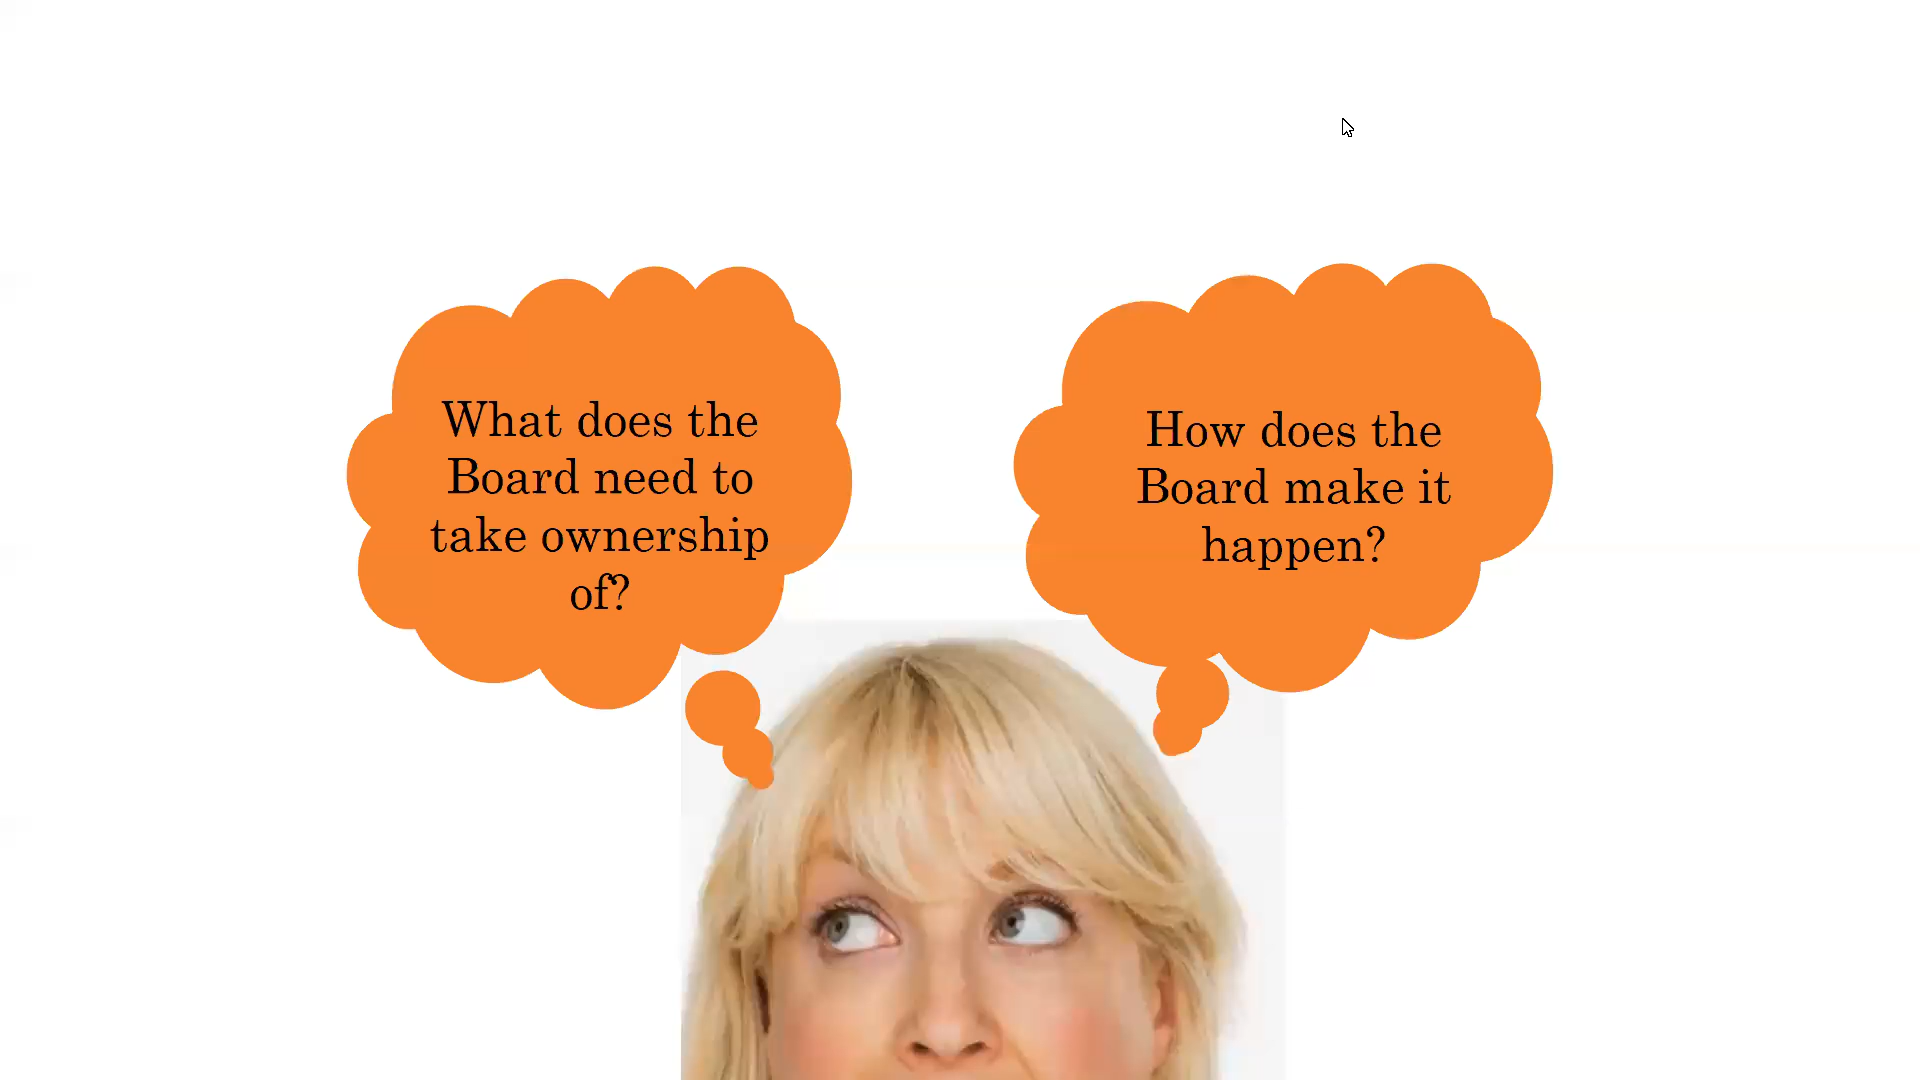 What does the
Board need to
take ownership
of?
How does the
Board make it
happen?